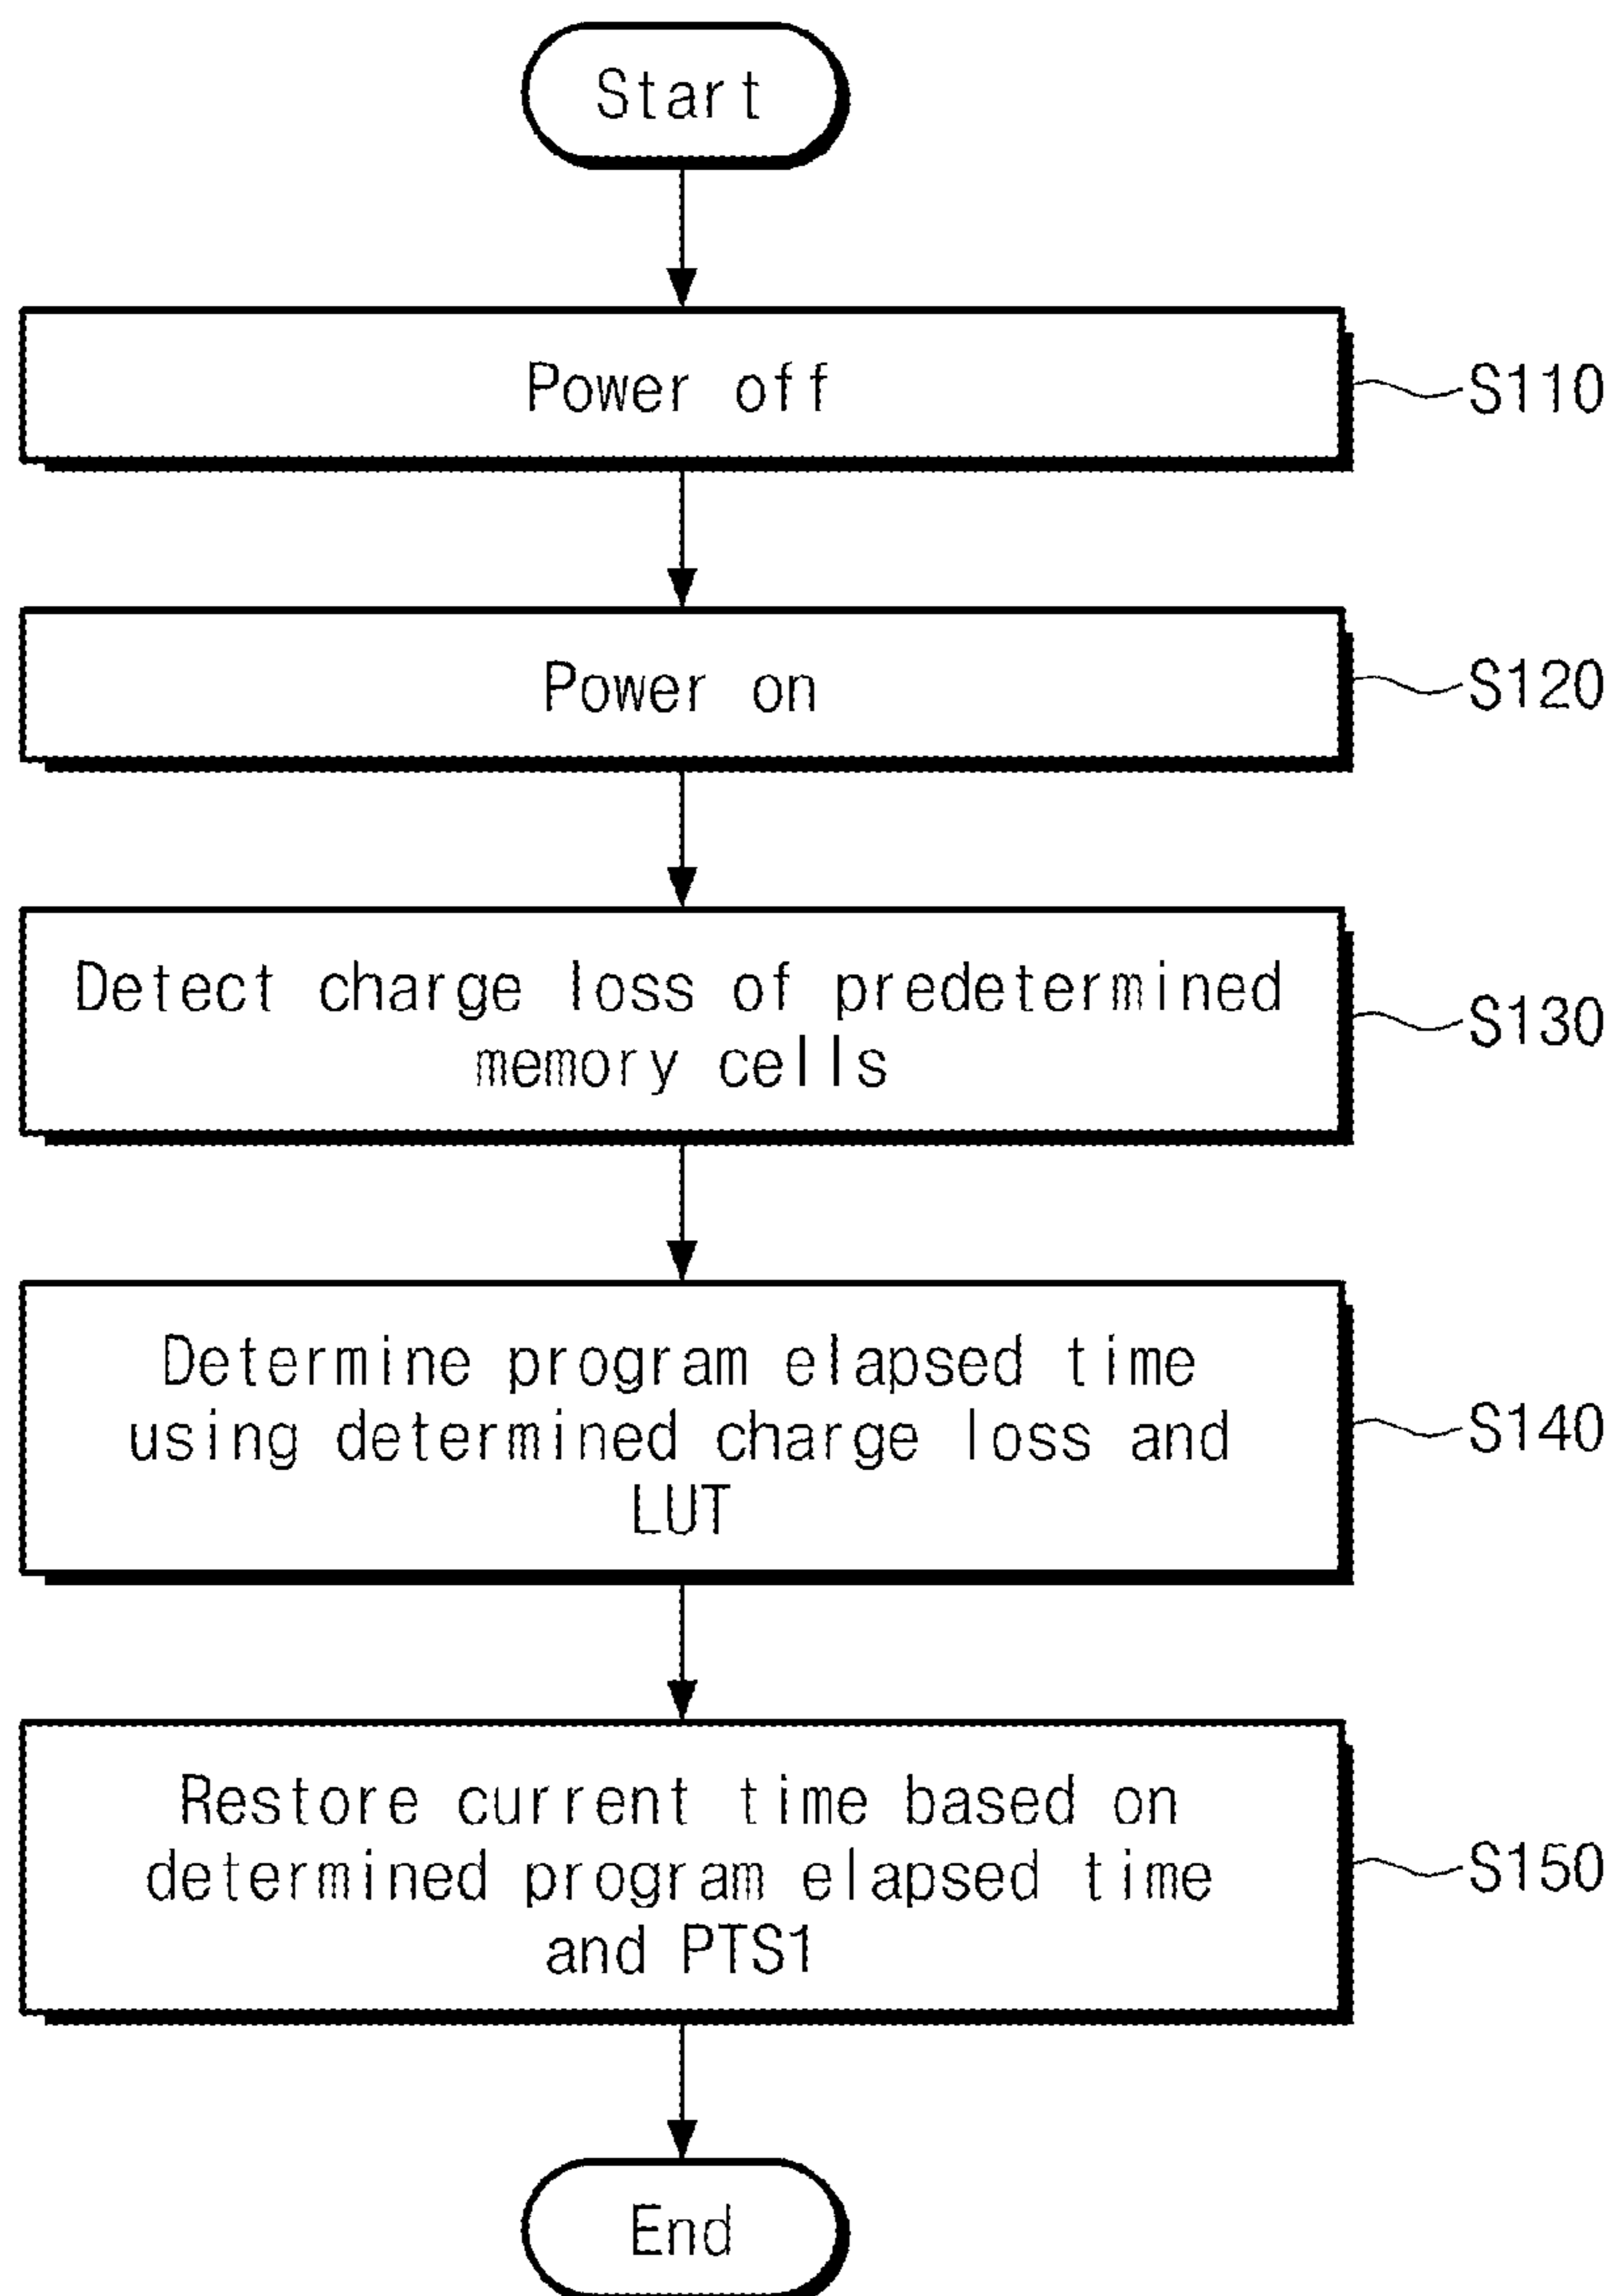 Start
Power off
S110
Power on
S120
Detect charge loss of predetermined
memory cells
S130
Determine program elapsed time
using determined charge loss and
LUT
S140
Restore current time based on
determined program elapsed time
and PTS1
S150
End